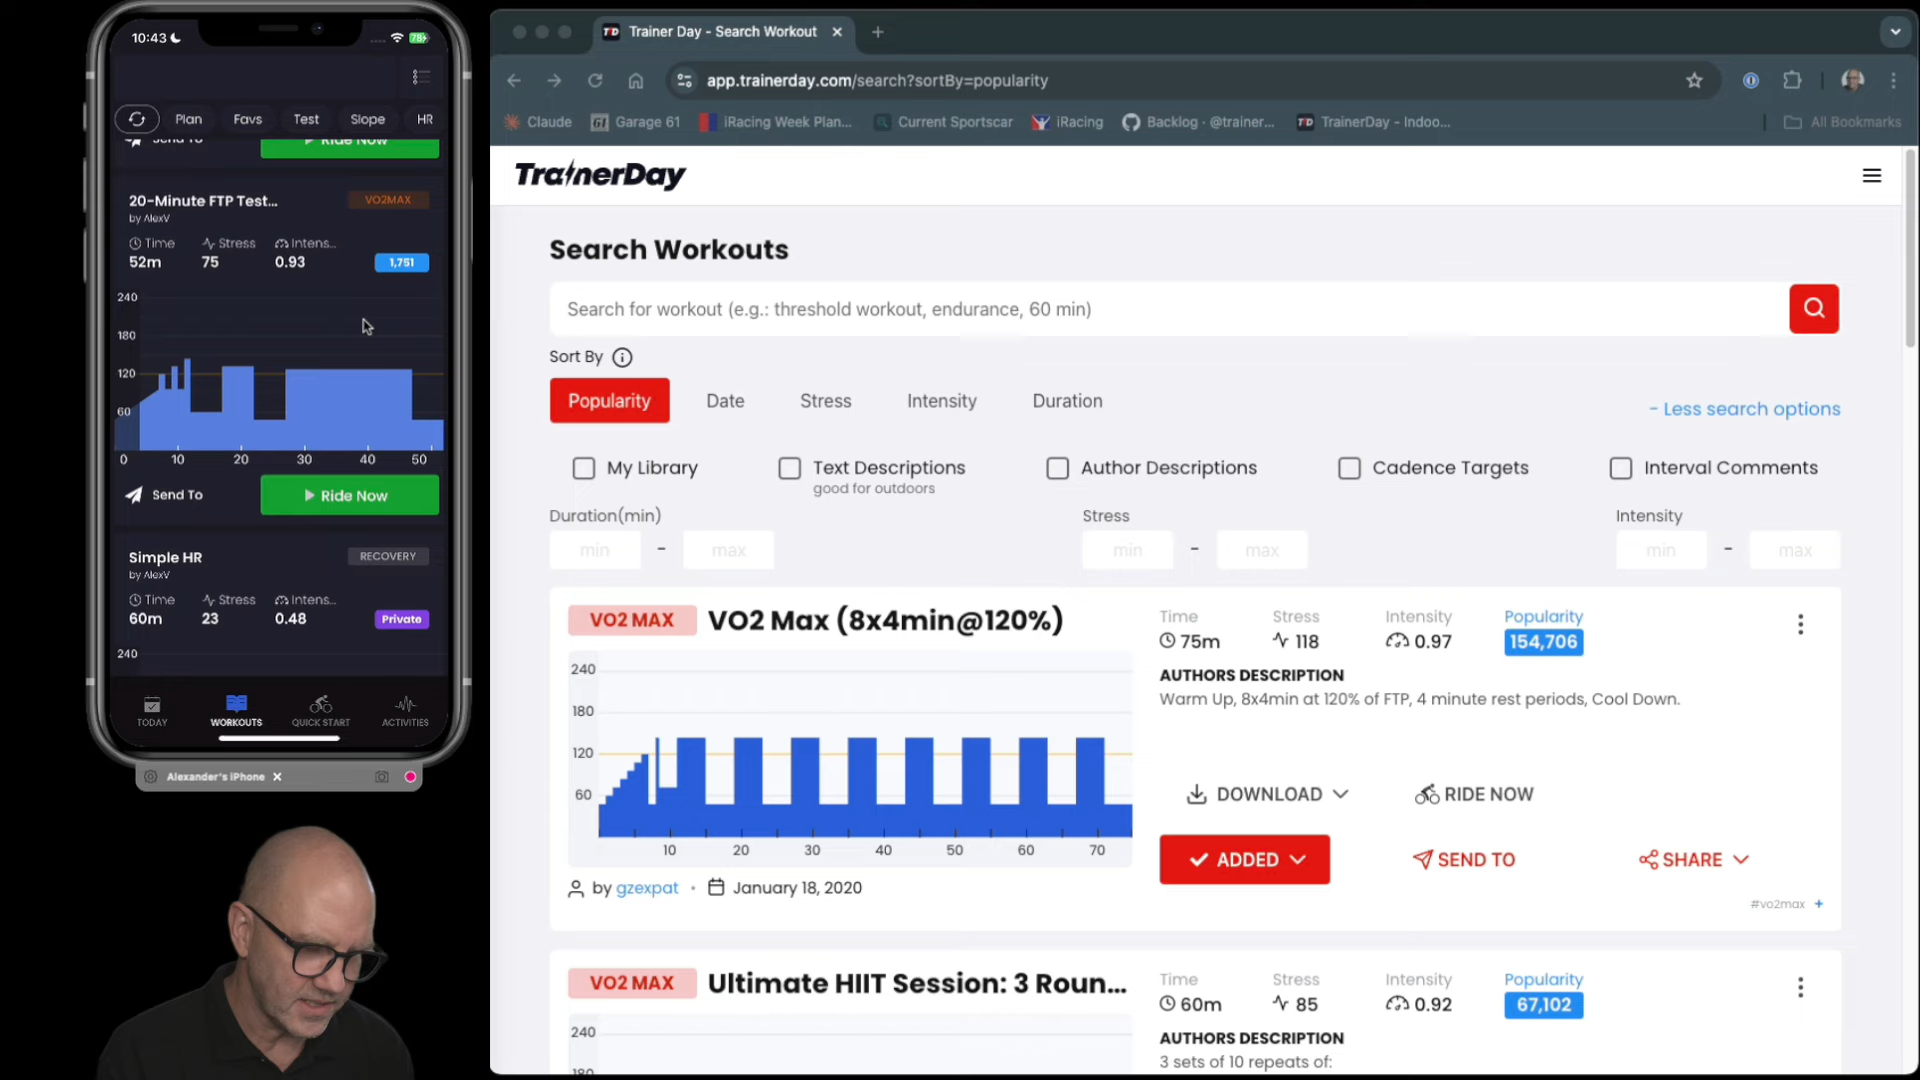 10:43
78
Plan
Favs
Test
Slope
HR
Send To
Ride Now
20-Minute FTP Test...
VO2MAX
by AlexV
Time
Stress
Intens...
52m
75
0.93
1,751
240
180
120
60
0
10
20
30
40
50
Send To
Ride Now
Simple HR
RECOVERY
by AlexV
Time
Stress
Intens...
60m
23
0.48
Private
240
TODAY
WORKOUTS
QUICK START
ACTIVITIES
Alexander's iPhone
Trainer Day - Search Workout
app.trainerday.com/search?sortBy=popularity
Claude
Garage 61
iRacing Week Plan...
Current Sportscar
iRacing
Backlog · @trainer...
TrainerDay - Indoo...
All Bookmarks
TrainerDay
Search Workouts
Search for workout (e.g.: threshold workout, endurance, 60 min)
Sort By
Popularity
Date
Stress
Intensity
Duration
- Less search options
My Library
Text Descriptions
good for outdoors
Author Descriptions
Cadence Targets
Interval Comments
Duration(min)
Stress
Intensity
min - max
min - max
min - max
VO2 MAX
VO2 Max (8x4min@120%)
Time
Stress
Intensity
Popularity
75m
118
0.97
154,706
AUTHORS DESCRIPTION
Warm Up, 8x4min at 120% of FTP, 4 minute rest periods, Cool Down.
240
180
120
60
10
20
30
40
50
60
70
DOWNLOAD
RIDE NOW
ADDED
SEND TO
SHARE
by gzexpat • January 18, 2020
#vo2max +
VO2 MAX
Ultimate HIIT Session: 3 Roun...
Time
Stress
Intensity
Popularity
60m
85
0.92
67,102
AUTHORS DESCRIPTION
3 sets of 10 repeats of:
240
180